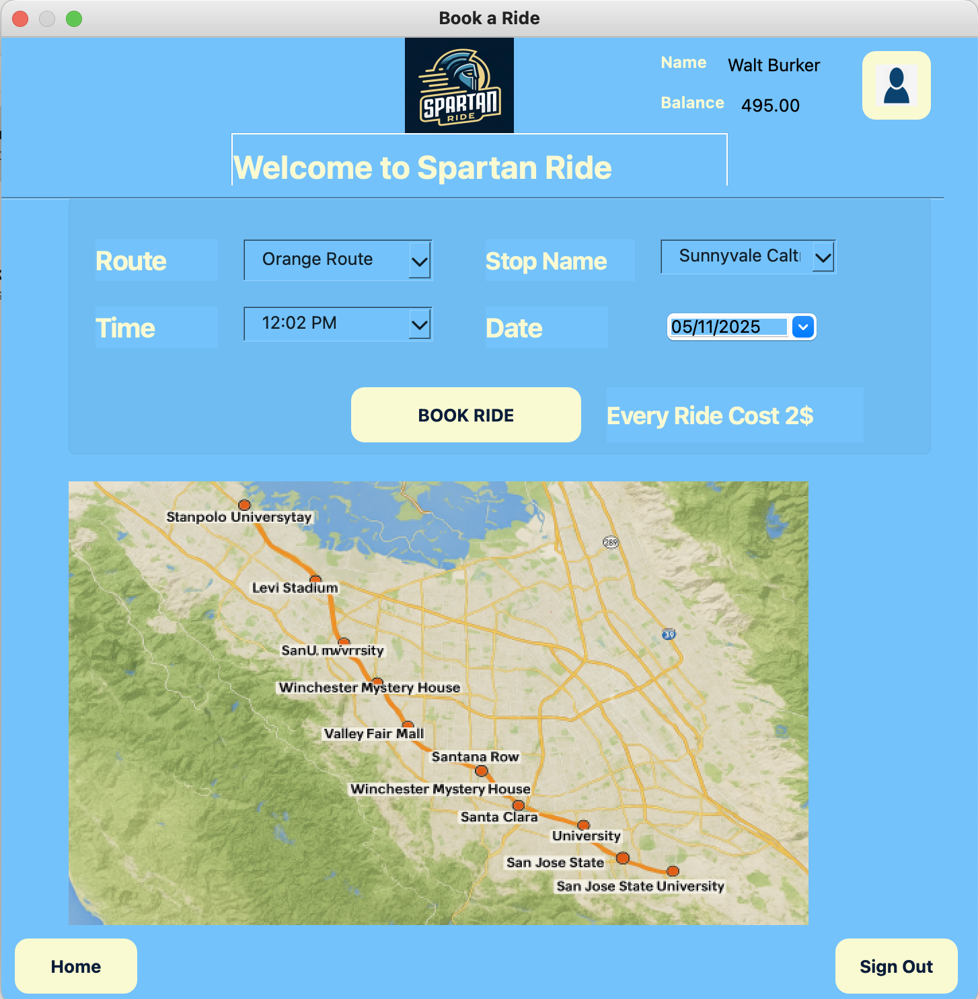 Book a Ride
SPARTAN
RIDE
Name Walt Burker
Balance 495.00
Welcome to Spartan Ride
Route Orange Route Stop Name Sunnyvale Calt
Time 12:02 PM Date 05/11/2025
BOOK RIDE Every Ride Cost 2$
Stanpolo Universytay
289
Levi Stadium
SanU. mwvrrsity
Winchester Mystery House
Valley Fair Mall
Santana Row
Winchester Mystery House
Santa Clara
University
San Jose State
San Jose State University
Home Sign Out